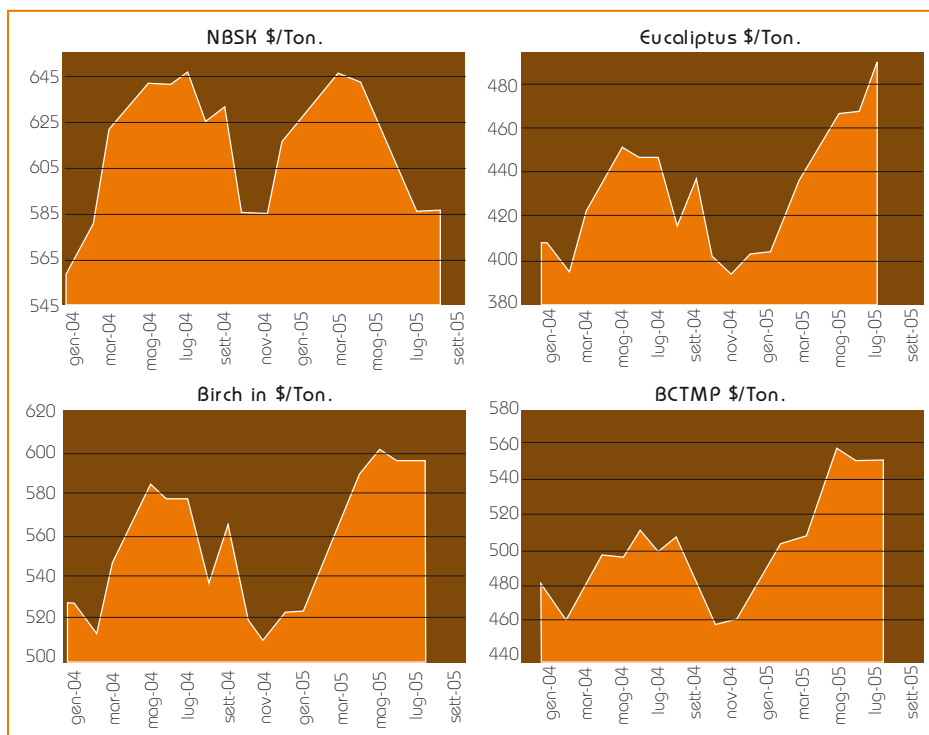 NBSK $/Ton.
645
625
605
585
565
545
gen-04
mar-04
mag-04
lug-04
sett-04
nov-04
gen-05
mar-05
mag-05
lug-05
sett-05
Eucaliptus $/Ton.
480
460
440
420
400
380
gen-04
mar-04
mag-04
lug-04
sett-04
nov-04
gen-05
mar-05
mag-05
lug-05
sett-05
Birch in $/Ton.
620
600
580
560
540
520
500
gen-04
mar-04
mag-04
lug-04
sett-04
nov-04
gen-05
mar-05
mag-05
lug-05
sett-05
BCTMP $/Ton.
580
560
540
520
500
480
460
440
gen-04
mar-04
mag-04
lug-04
sett-04
nov-04
gen-05
mar-05
mag-05
lug-05
sett-05